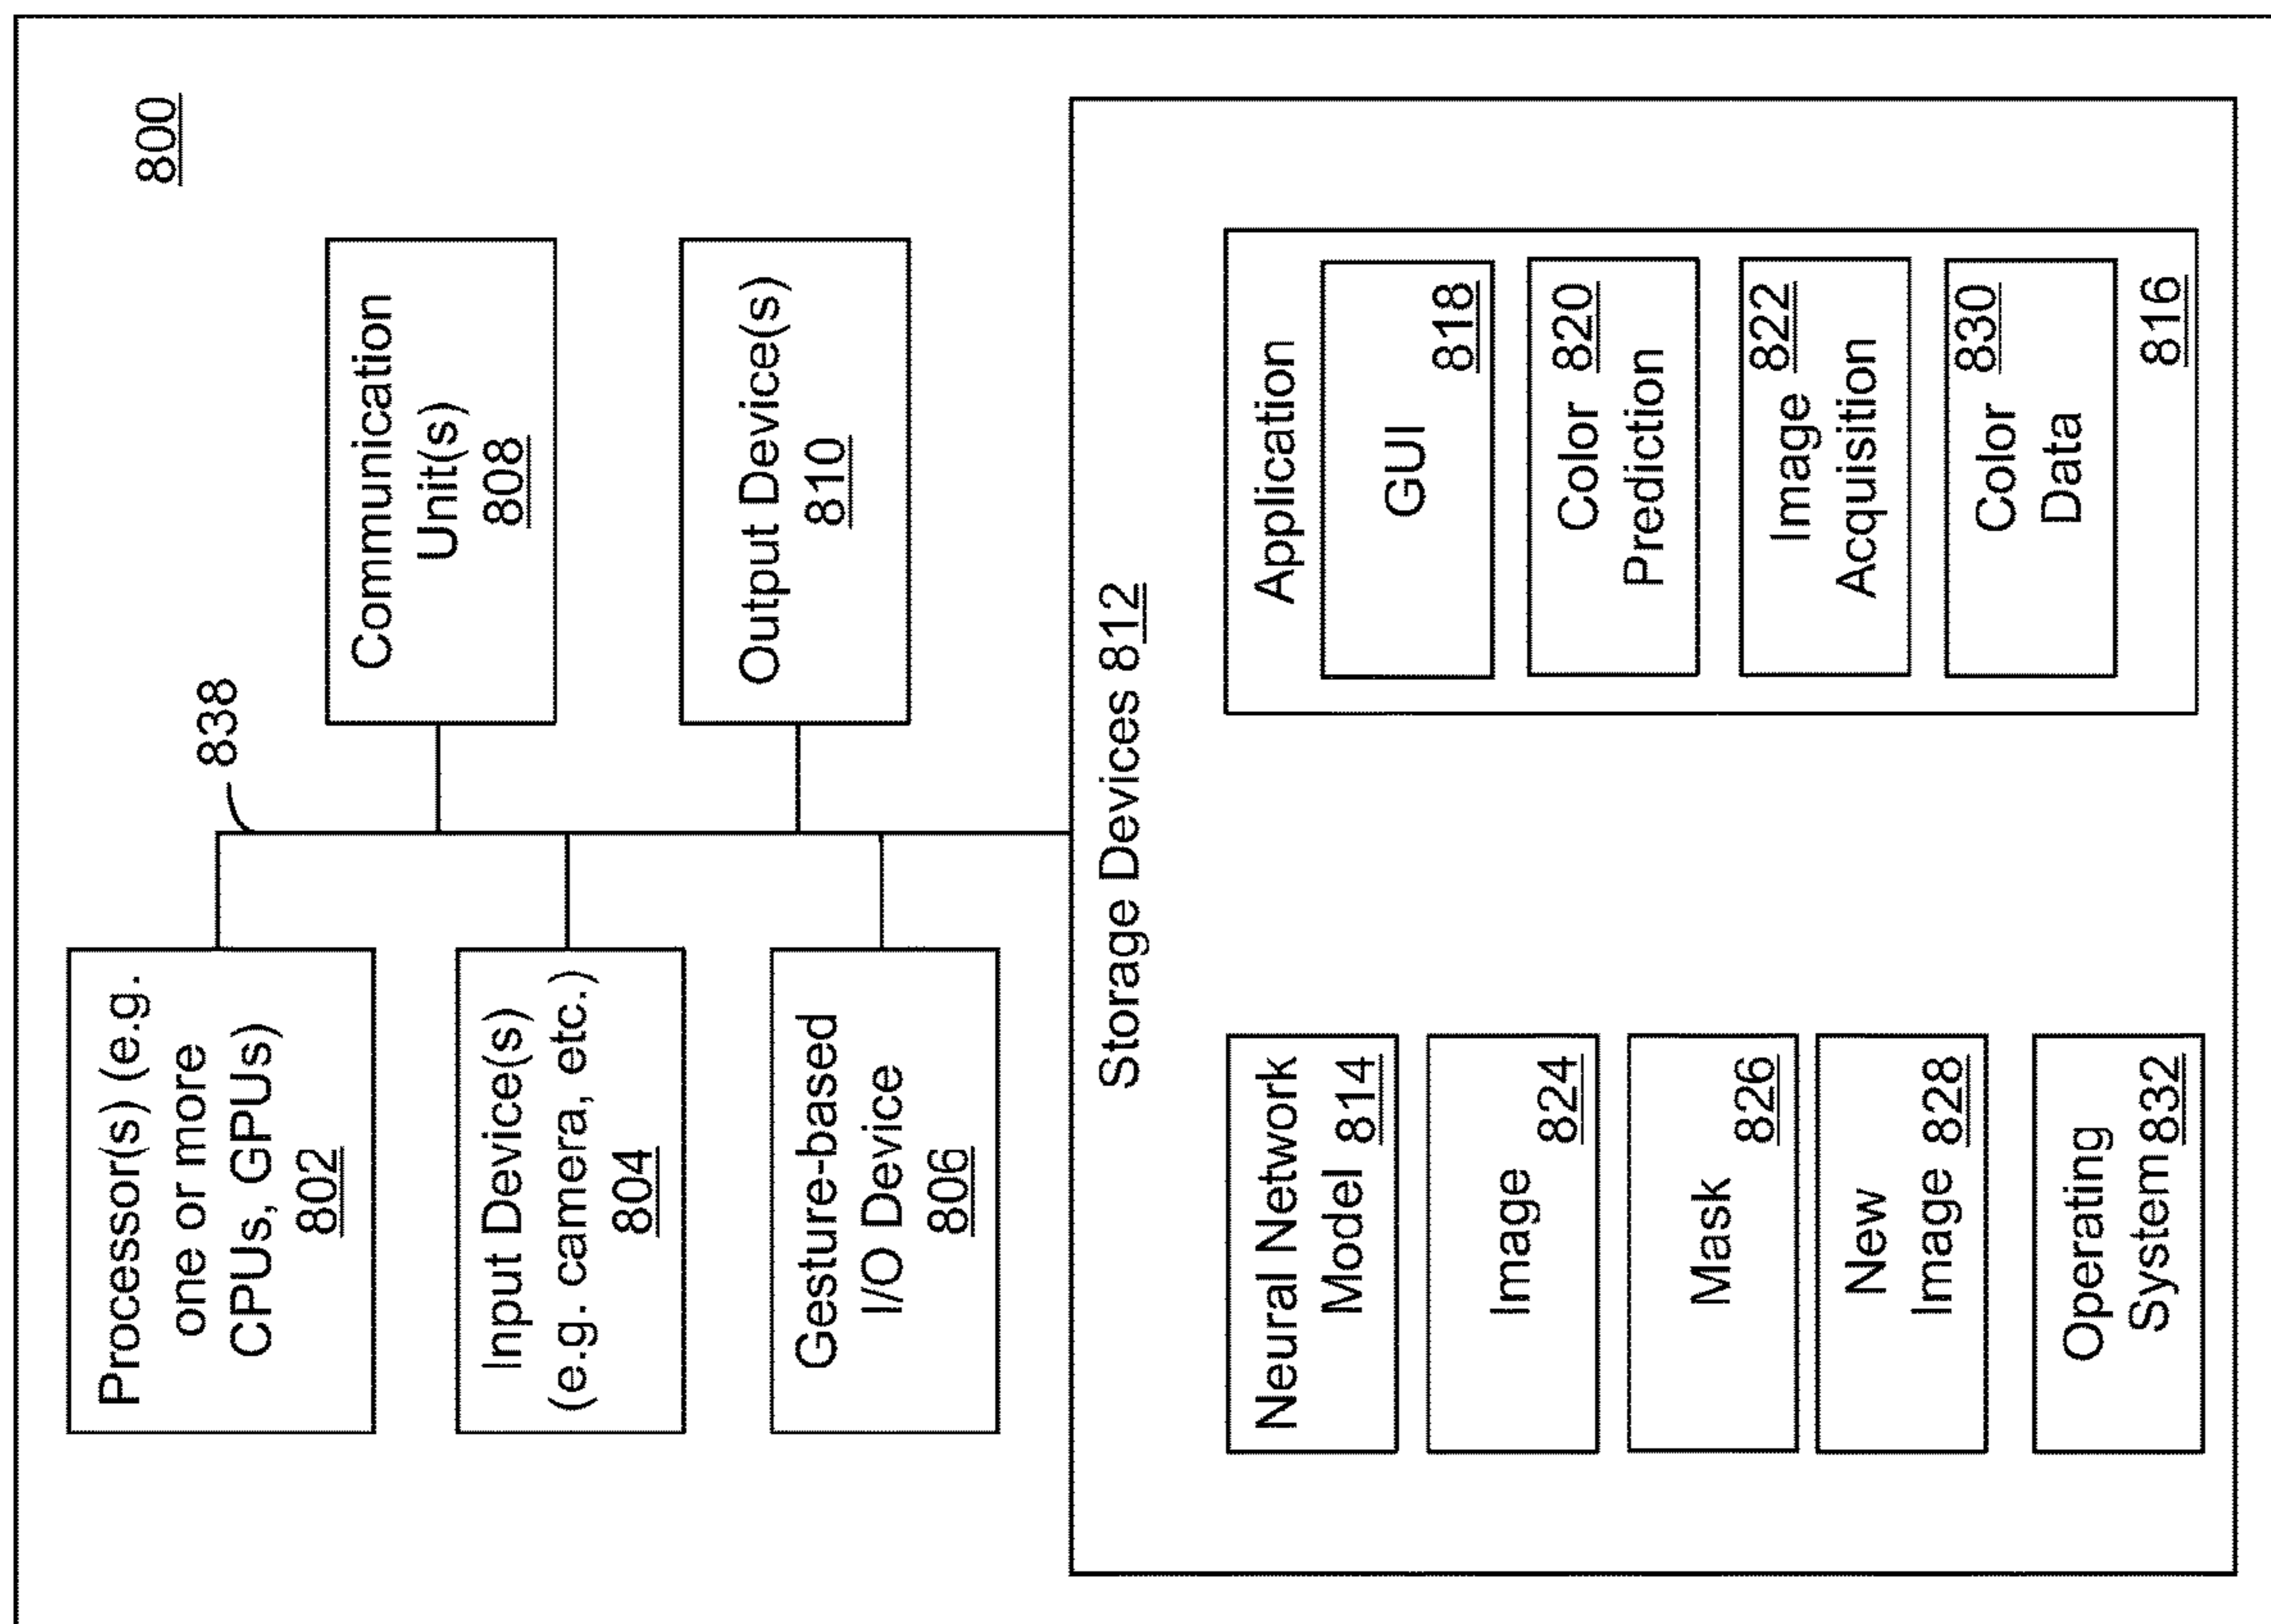 800
838
Processor(s) (e.g.
one or more
CPUs, GPUs)
802
Communication
Unit(s)
808
Input Device(s)
(e.g. camera, etc.)
804
Output Device(s)
810
Gesture-based
I/O Device
806
Storage Devices 812
Neural Network
Model 814
Image
824
Mask
826
New
Image 828
Operating
System 832
Application
GUI
818
Color 820
Prediction
Image 822
Acquisition
Color 830
Data
816